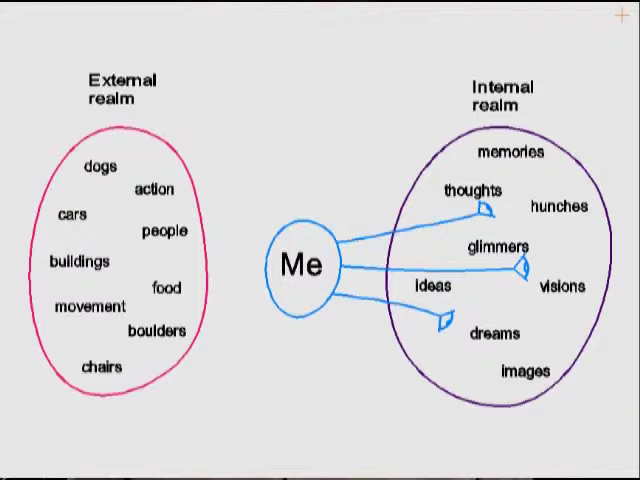 External
realm
dogs
action
cars
people
buildings
food
movement
boulders
chairs
Me
Internal
realm
memories
thoughts
hunches
glimmers
ideas
visions
dreams
images